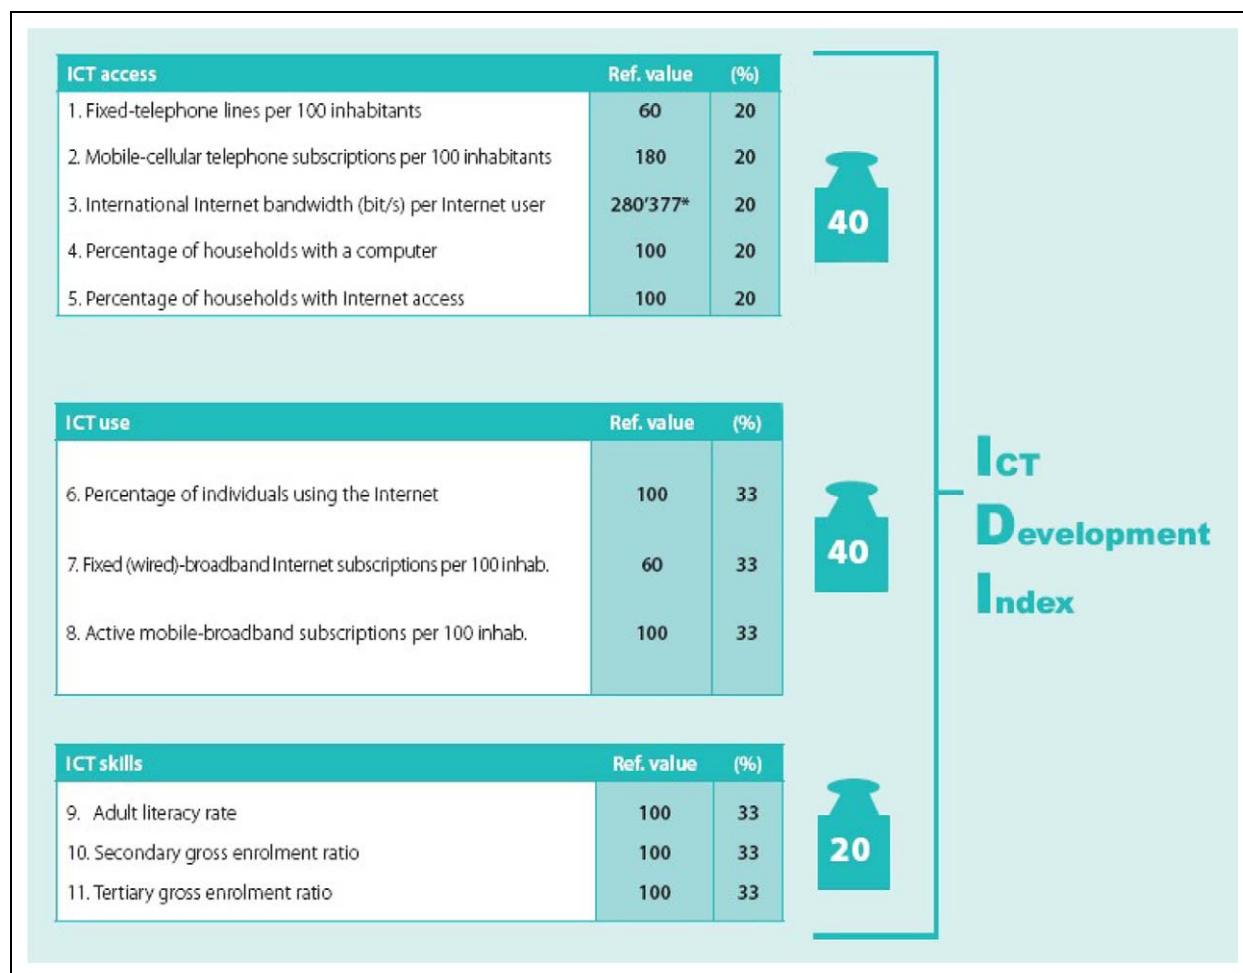 ICT access Ref. value (%)
1. Fixed-telephone lines per 100 inhabitants 60 20
2. Mobile-cellular telephone subscriptions per 100 inhabitants 180 20
3. International Internet bandwidth (bit/s) per Internet user 280'377* 20
4. Percentage of households with a computer 100 20
5. Percentage of households with Internet access 100 20
40
ICT use Ref. value (%)
6. Percentage of individuals using the Internet 100 33
7. Fixed (wired)-broadband Internet subscriptions per 100 inhab. 60 33
8. Active mobile-broadband subscriptions per 100 inhab. 100 33
40
ICT skills Ref. value (%)
9. Adult literacy rate 100 33
10. Secondary gross enrolment ratio 100 33
11. Tertiary gross enrolment ratio 100 33
20
ICT
Development
Index